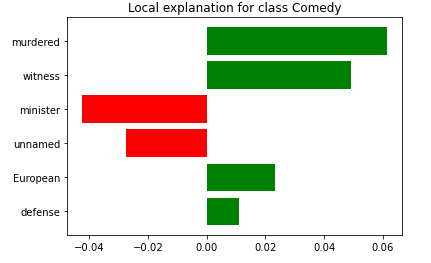 Local explanation for class Comedy
murdered
witness
minister
unnamed
European
defense
−0.04 −0.02 0.00 0.02 0.04 0.06